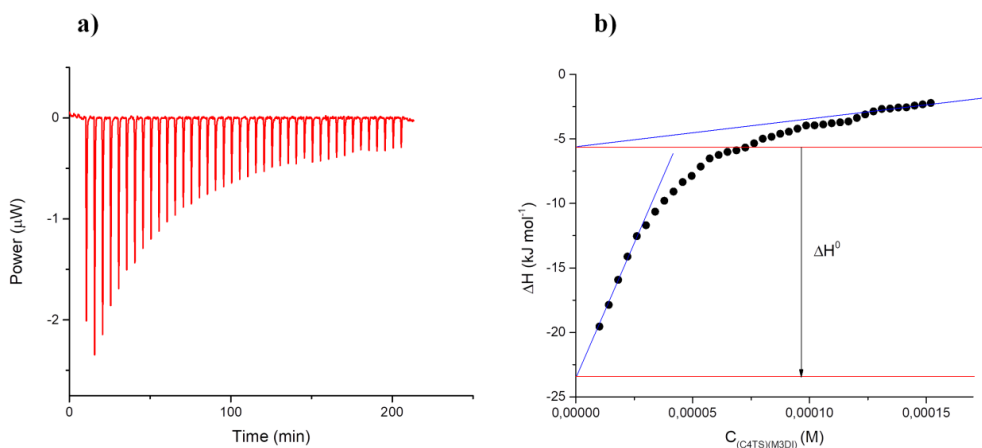 a)
0
-1
-2
Power (μW)
0
100
200
Time (min)
b)
0
-5
-10
-15
-20
-25
ΔH (kJ mol⁻¹)
ΔH⁰
0,00000
0,00005
0,00010
0,00015
C(C4TS)(M3DI) (M)